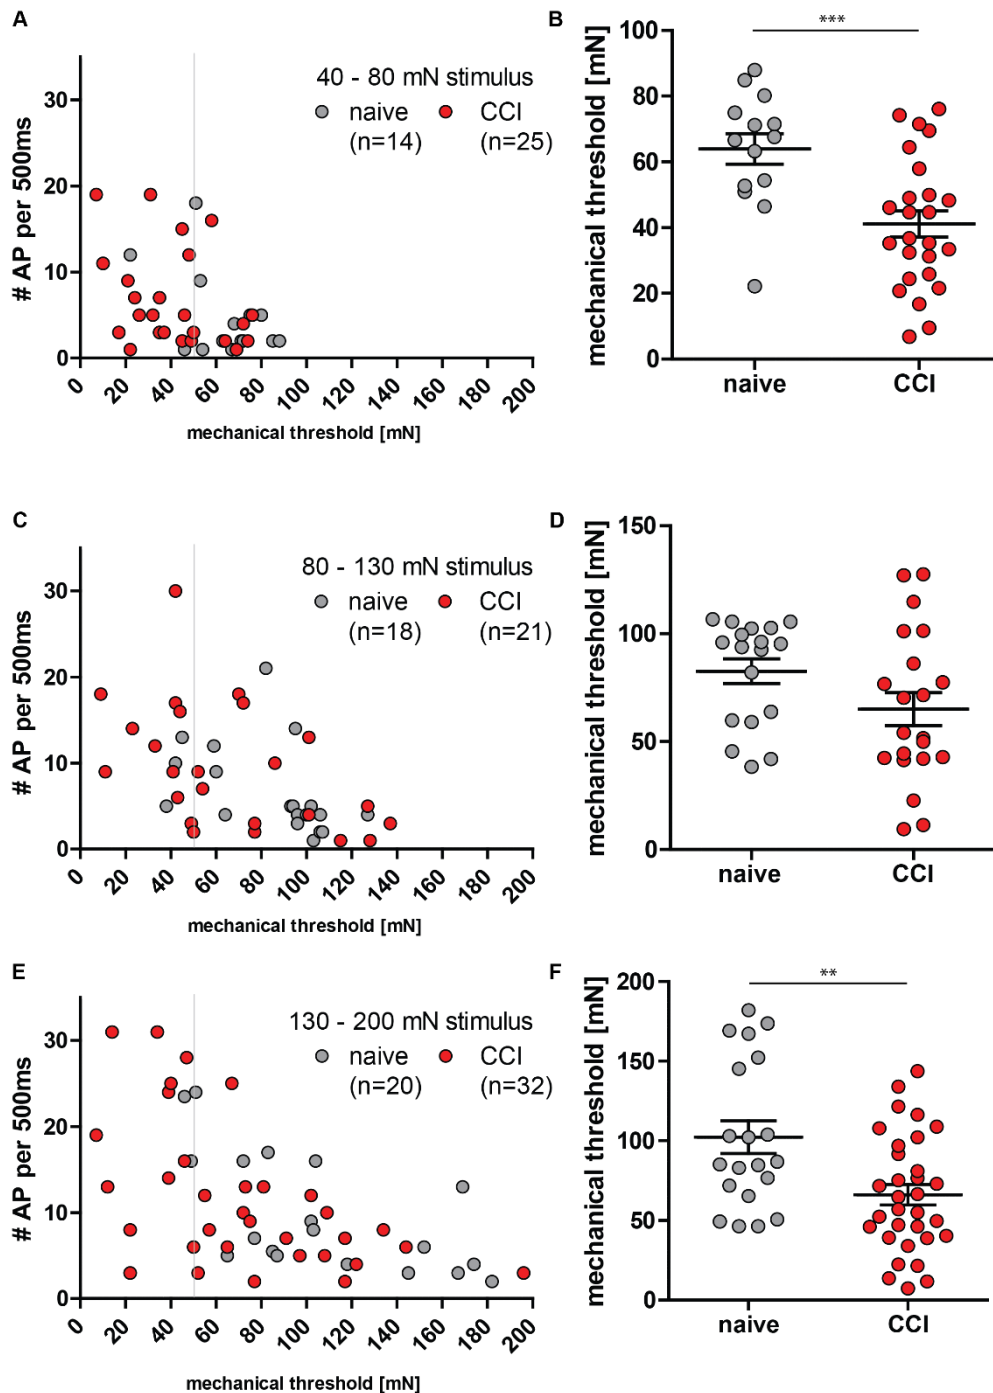 A
# AP per 500ms
30
20
10
0
40 - 80 mN stimulus
naive CCI
(n=14) (n=25)
0 20 40 60 80 100 120 140 160 180 200
mechanical threshold [mN]
B
***
mechanical threshold [mN]
100
80
60
40
20
0
naive CCI
C
# AP per 500ms
30
20
10
0
80 - 130 mN stimulus
naive CCI
(n=18) (n=21)
0 20 40 60 80 100 120 140 160 180 200
mechanical threshold [mN]
D
mechanical threshold [mN]
150
100
50
0
naive CCI
E
# AP per 500ms
30
20
10
0
130 - 200 mN stimulus
naive CCI
(n=20) (n=32)
0 20 40 60 80 100 120 140 160 180 200
mechanical threshold [mN]
F
**
mechanical threshold [mN]
200
150
100
50
0
naive CCI